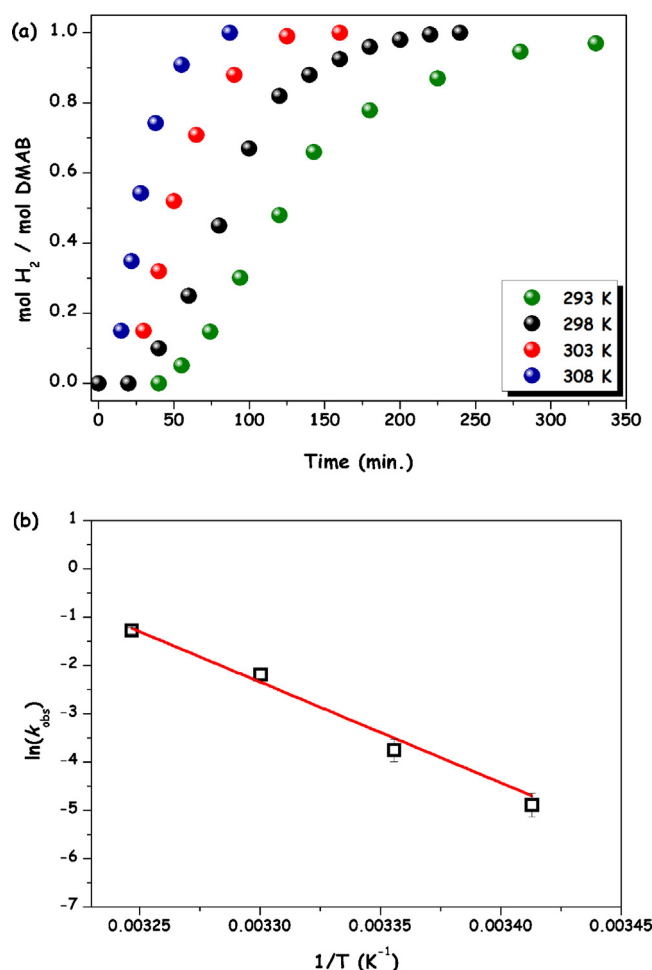 (a)
1.0
0.8
0.6
0.4
0.2
0.0
mol H₂ / mol DMAB
293 K
298 K
303 K
308 K
0 50 100 150 200 250 300 350
Time (min.)
(b)
1
0
-1
-2
-3
-4
-5
-6
-7
ln(k_obs)
0.00325 0.00330 0.00335 0.00340 0.00345
1/T (K⁻¹)